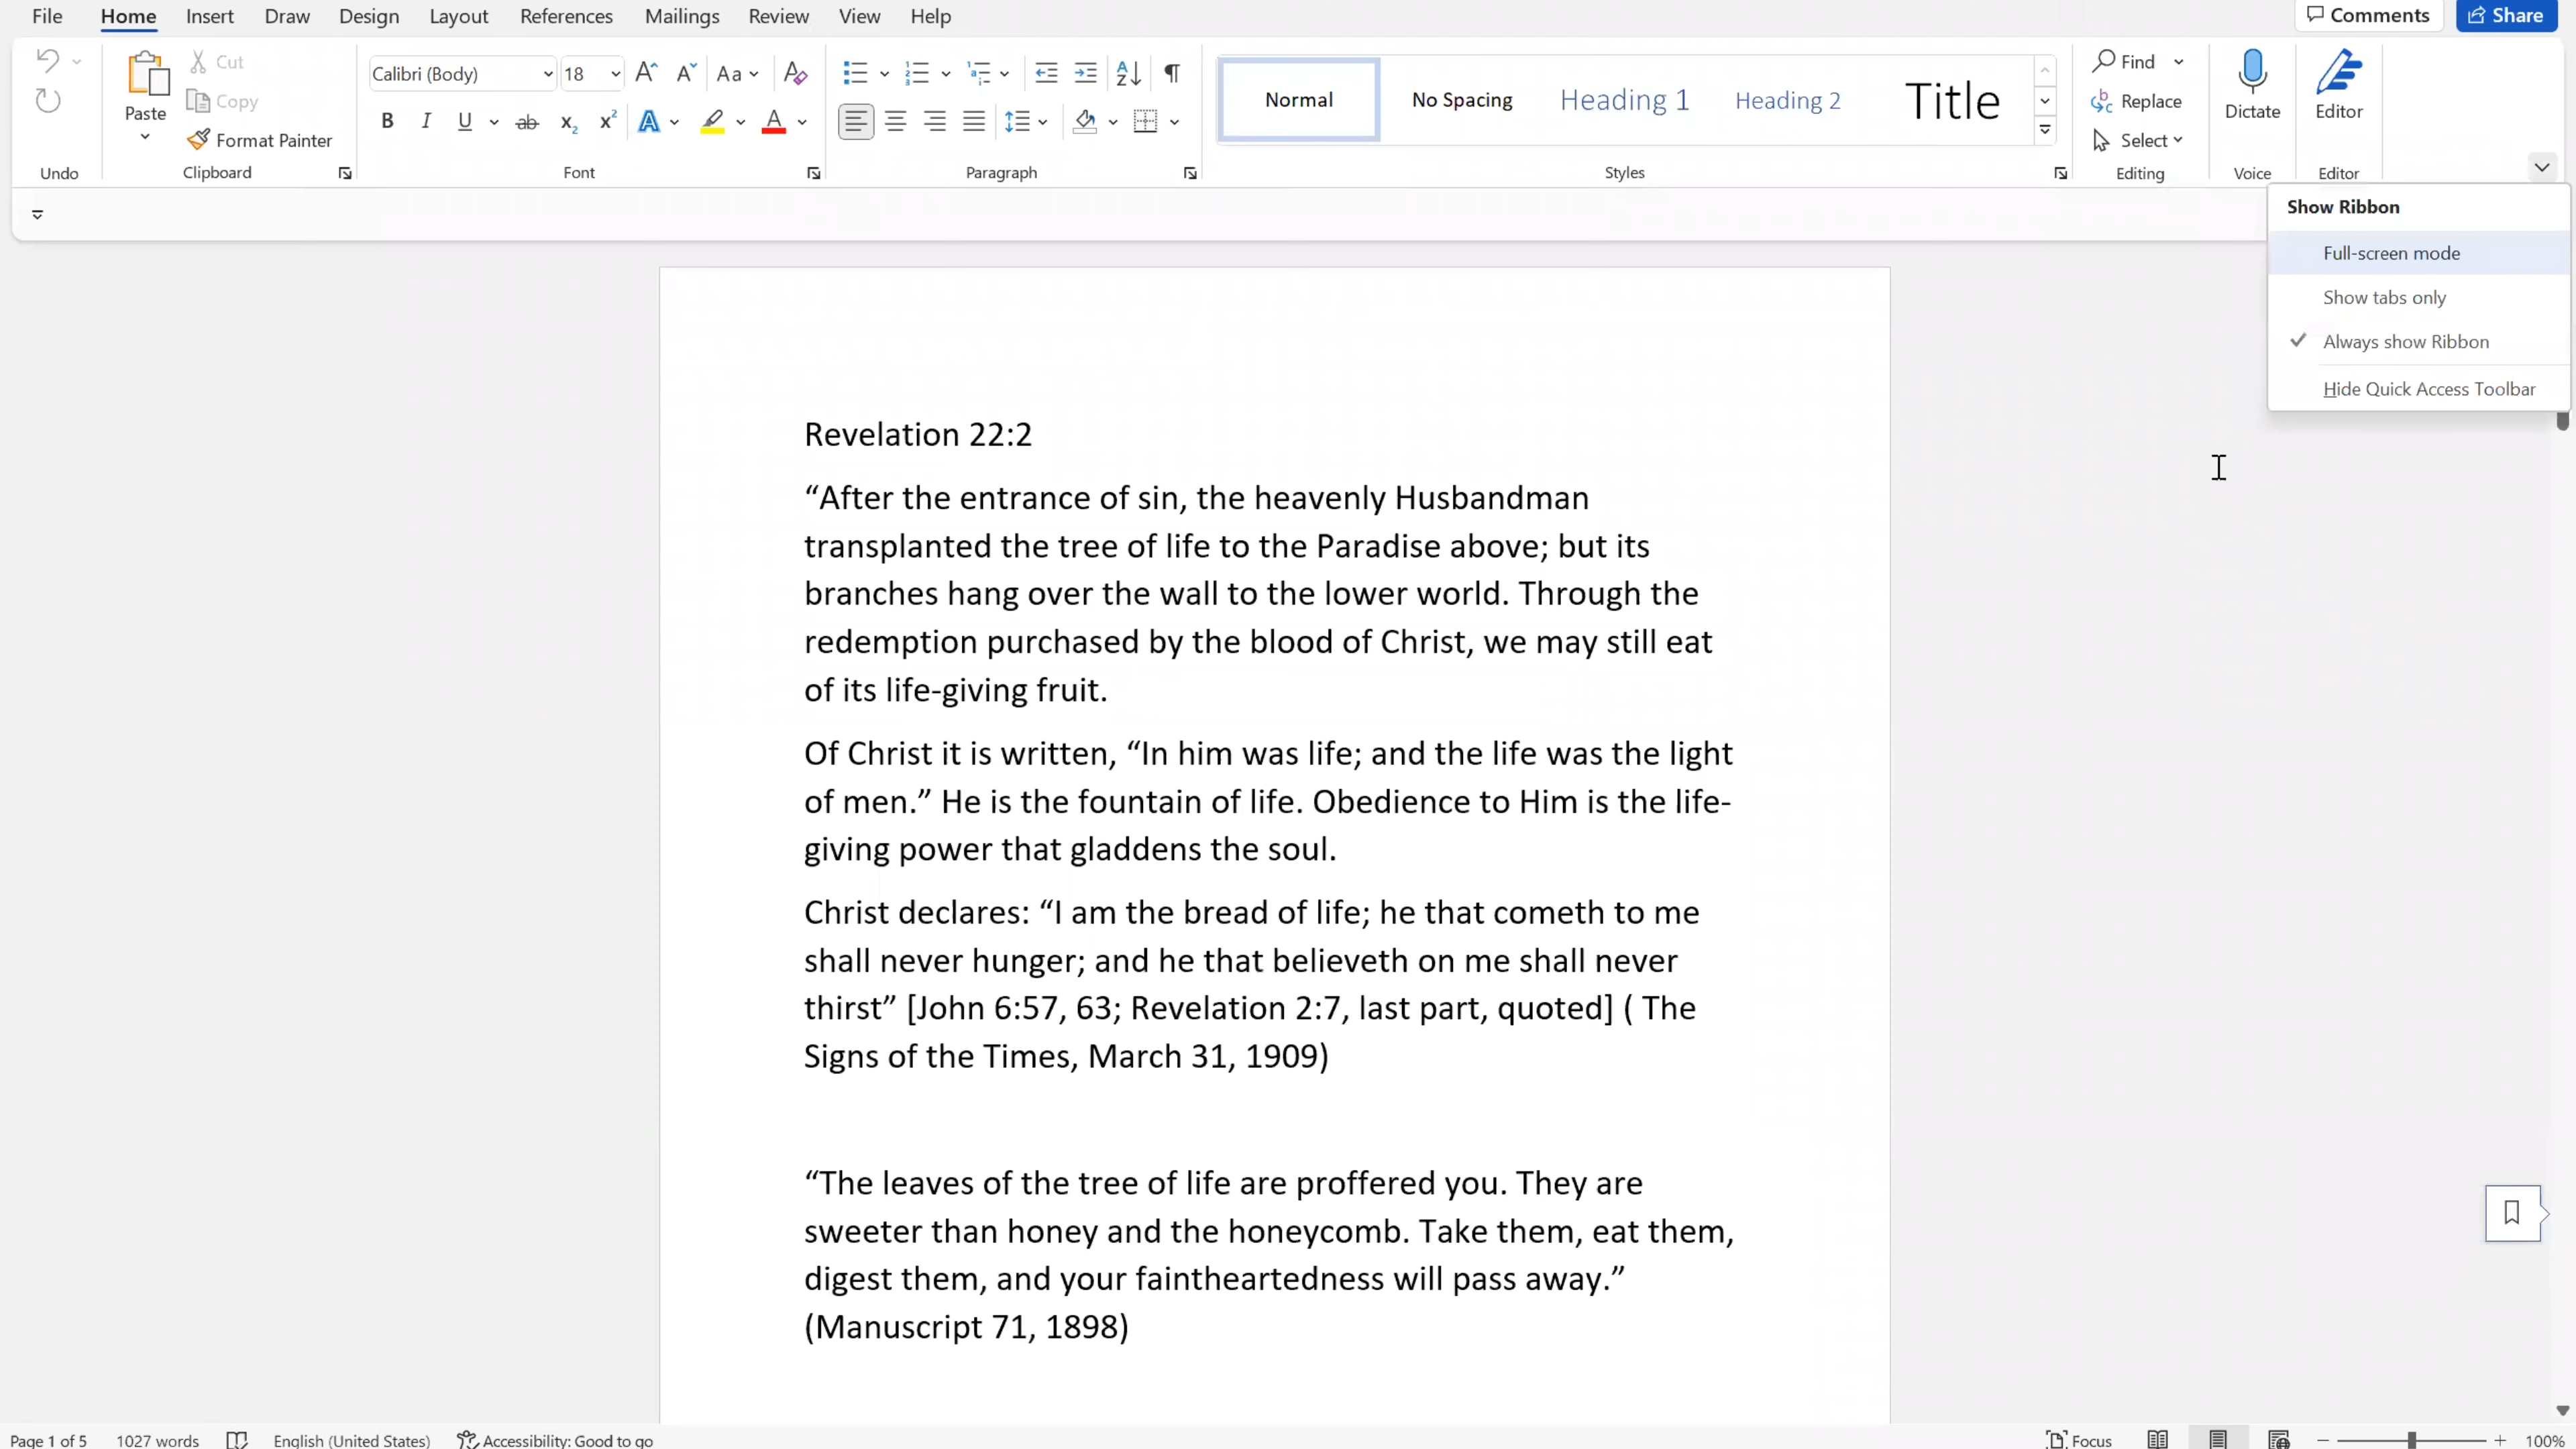 File Home Insert Draw Design Layout References Mailings Review View Help Comments Share
Cut
Copy
Paste
Format Painter
Undo Clipboard
Calibri (Body) 18
Font
Paragraph
Normal No Spacing Heading 1 Heading 2 Title
Styles
Find
Replace
Select
Editing
Dictate
Voice
Editor
Editor
Show Ribbon
Full-screen mode
Show tabs only
Always show Ribbon
Hide Quick Access Toolbar
Revelation 22:2
“After the entrance of sin, the heavenly Husbandman
transplanted the tree of life to the Paradise above; but its
branches hang over the wall to the lower world. Through the
redemption purchased by the blood of Christ, we may still eat
of its life-giving fruit.
Of Christ it is written, “In him was life; and the life was the light
of men.” He is the fountain of life. Obedience to Him is the life-
giving power that gladdens the soul.
Christ declares: “I am the bread of life; he that cometh to me
shall never hunger; and he that believeth on me shall never
thirst” [John 6:57, 63; Revelation 2:7, last part, quoted] ( The
Signs of the Times, March 31, 1909)
“The leaves of the tree of life are proffered you. They are
sweeter than honey and the honeycomb. Take them, eat them,
digest them, and your faintheartedness will pass away.”
(Manuscript 71, 1898)
Page 1 of 5 1027 words English (United States) Accessibility: Good to go Focus 100%